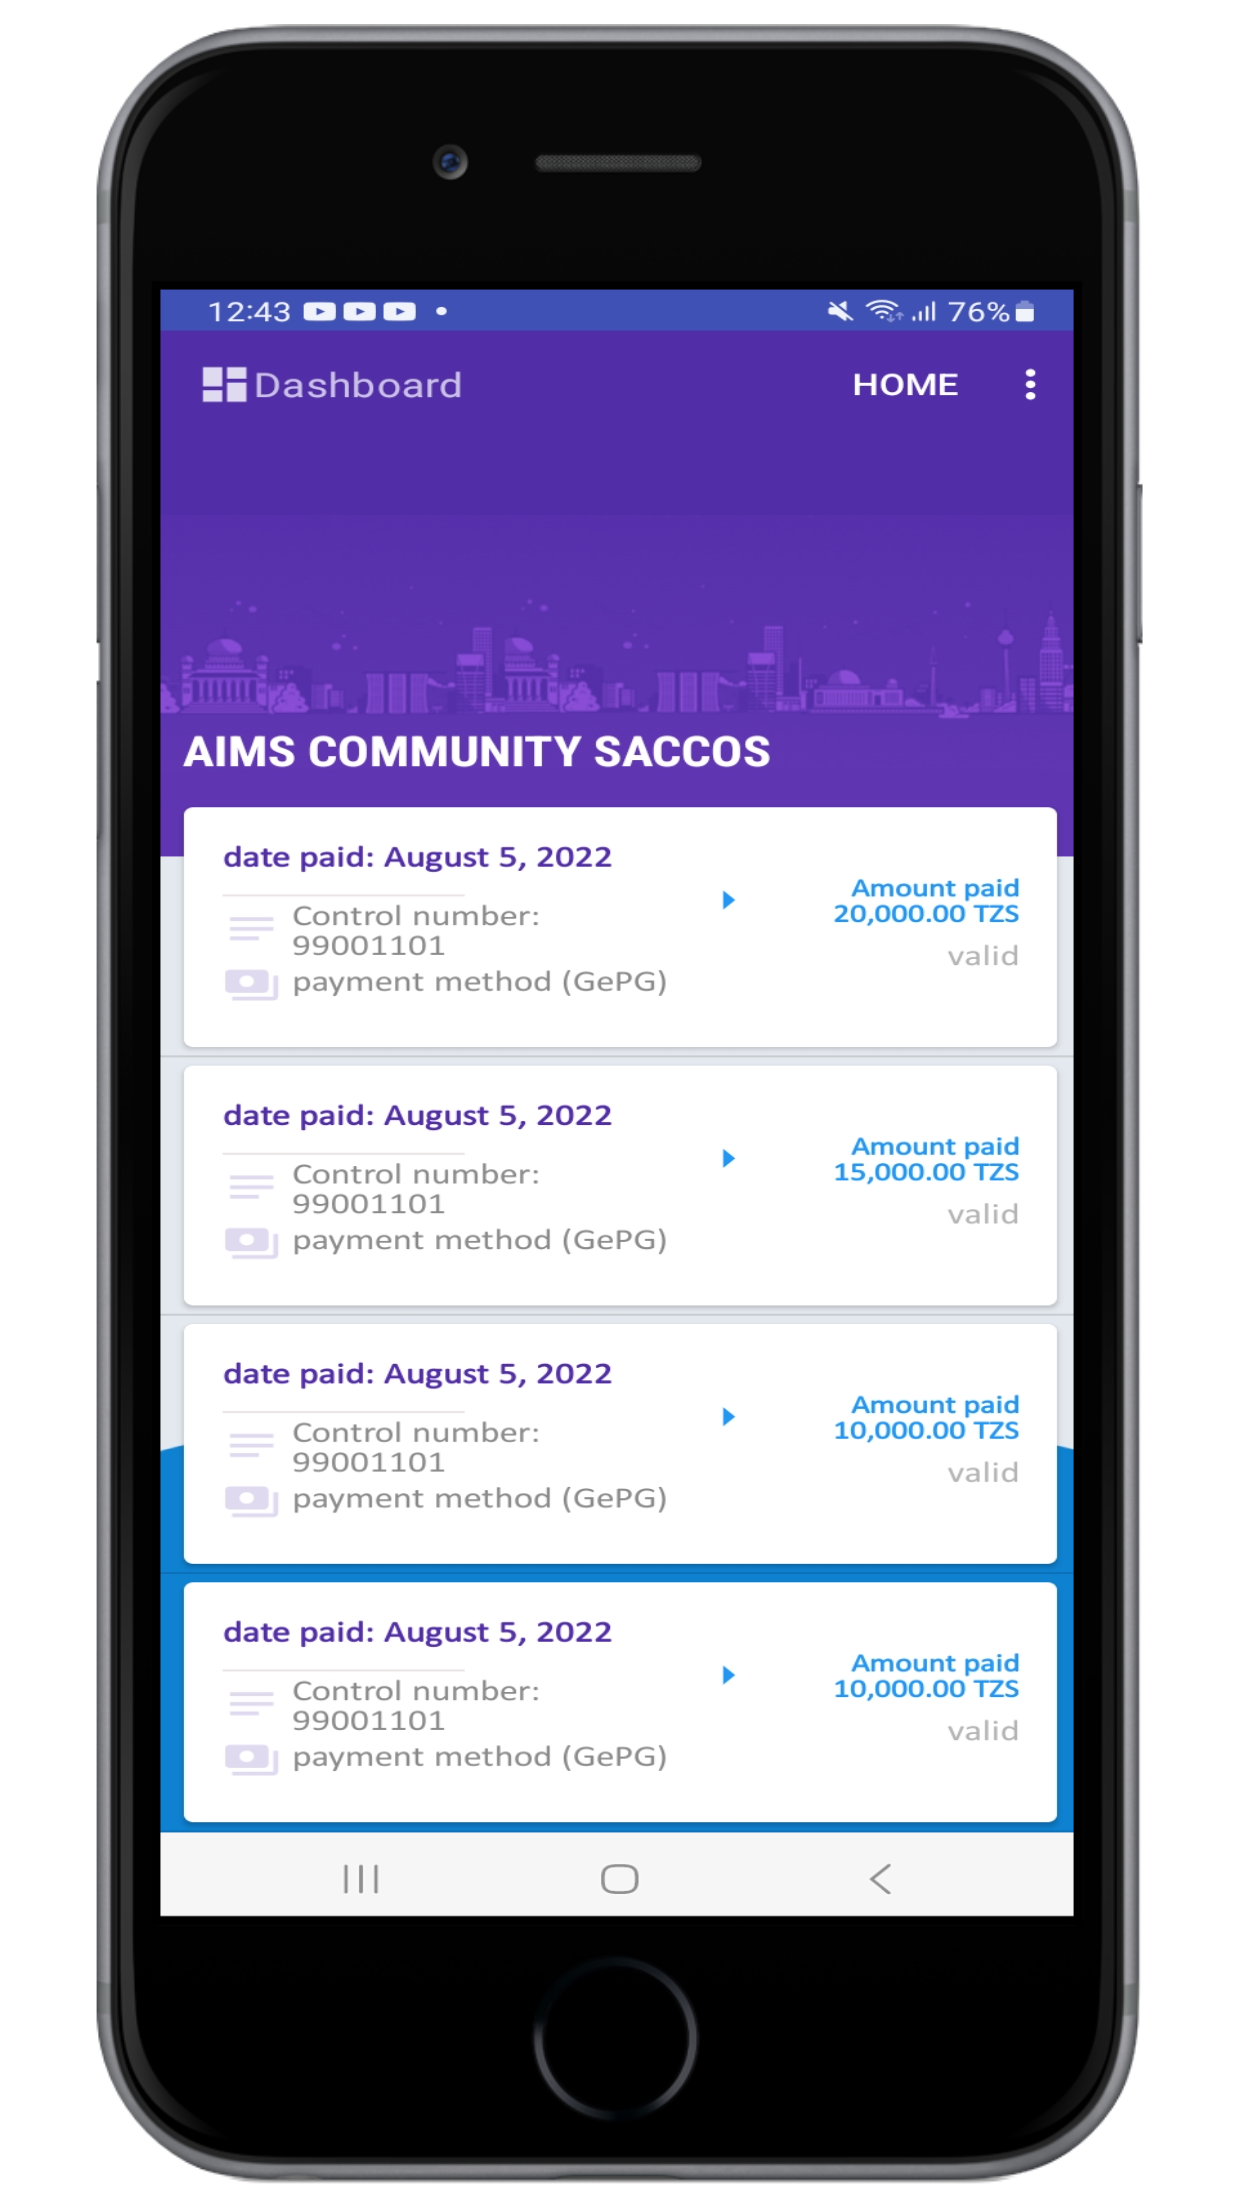 12:43
76%
Dashboard
HOME
AIMS COMMUNITY SACCOS
date paid: August 5, 2022
Amount paid
20,000.00 TZS
Control number:
99001101
valid
payment method (GePG)
date paid: August 5, 2022
Amount paid
15,000.00 TZS
Control number:
99001101
valid
payment method (GePG)
date paid: August 5, 2022
Amount paid
10,000.00 TZS
Control number:
99001101
valid
payment method (GePG)
date paid: August 5, 2022
Amount paid
10,000.00 TZS
Control number:
99001101
valid
payment method (GePG)